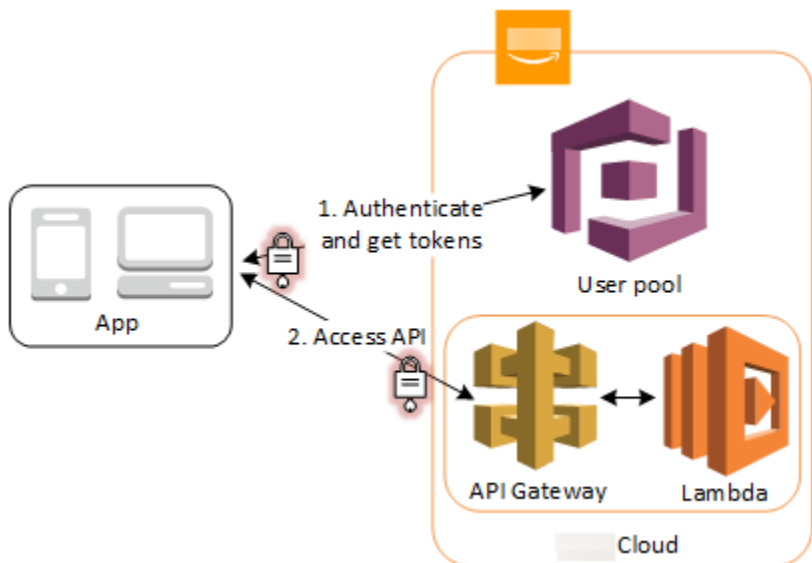 1. Authenticate
and get tokens
User pool
App
2. Access API
API Gateway
Lambda
Cloud